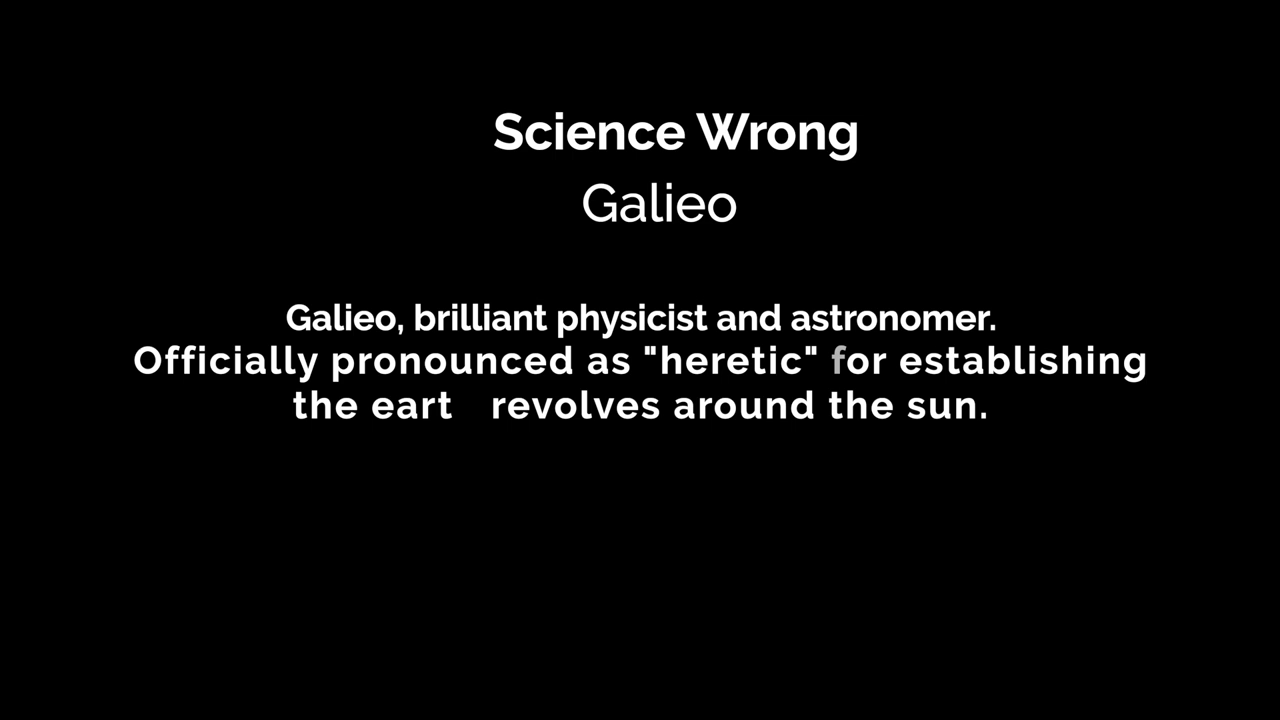 Science Wrong
Galieo
Galieo, brilliant physicist and astronomer.
Officially pronounced as "heretic" for establishing
the eart revolves around the sun.